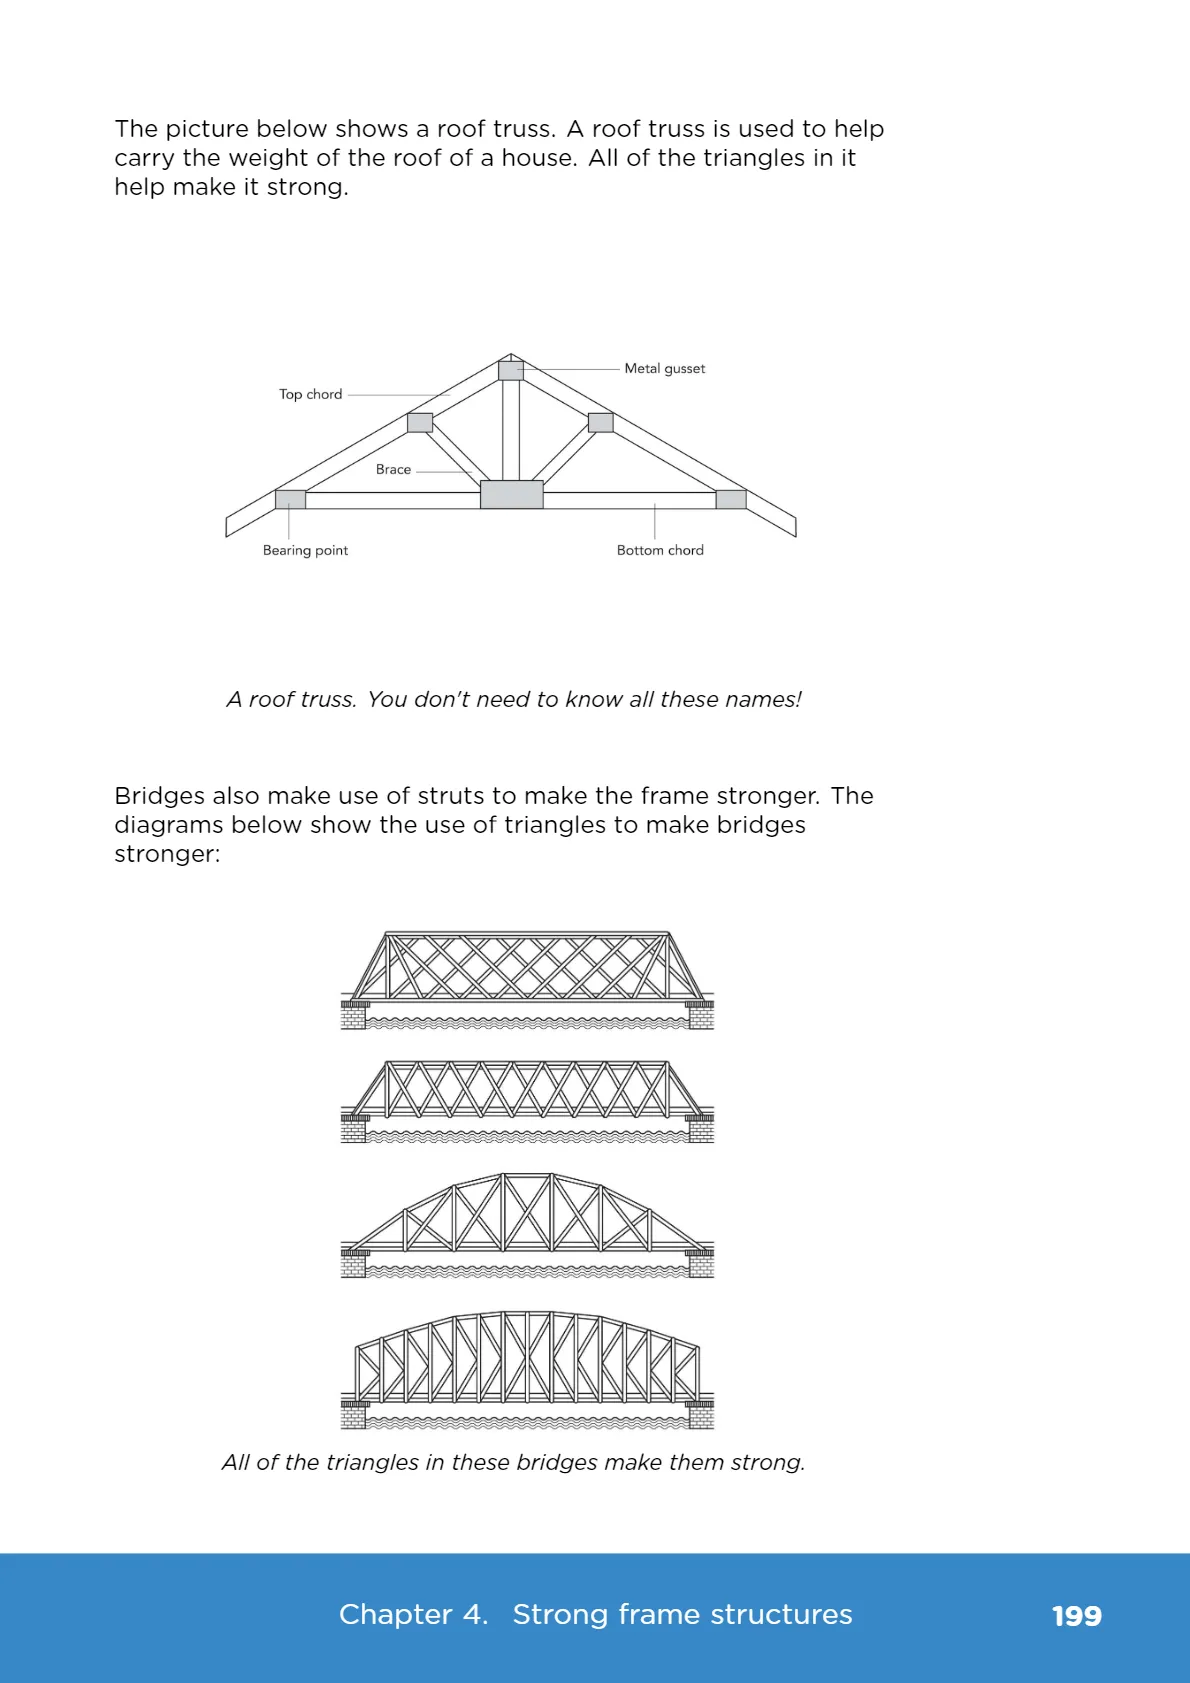 The picture below shows a roof truss. A roof truss is used to help
carry the weight of the roof of a house. All of the triangles in it
help make it strong.
Metal gusset
Top chord
Brace
Bearing point
Bottom chord
A roof truss. You don't need to know all these names!
Bridges also make use of struts to make the frame stronger. The
diagrams below show the use of triangles to make bridges
stronger:
All of the triangles in these bridges make them strong.
Chapter 4. Strong frame structures
199